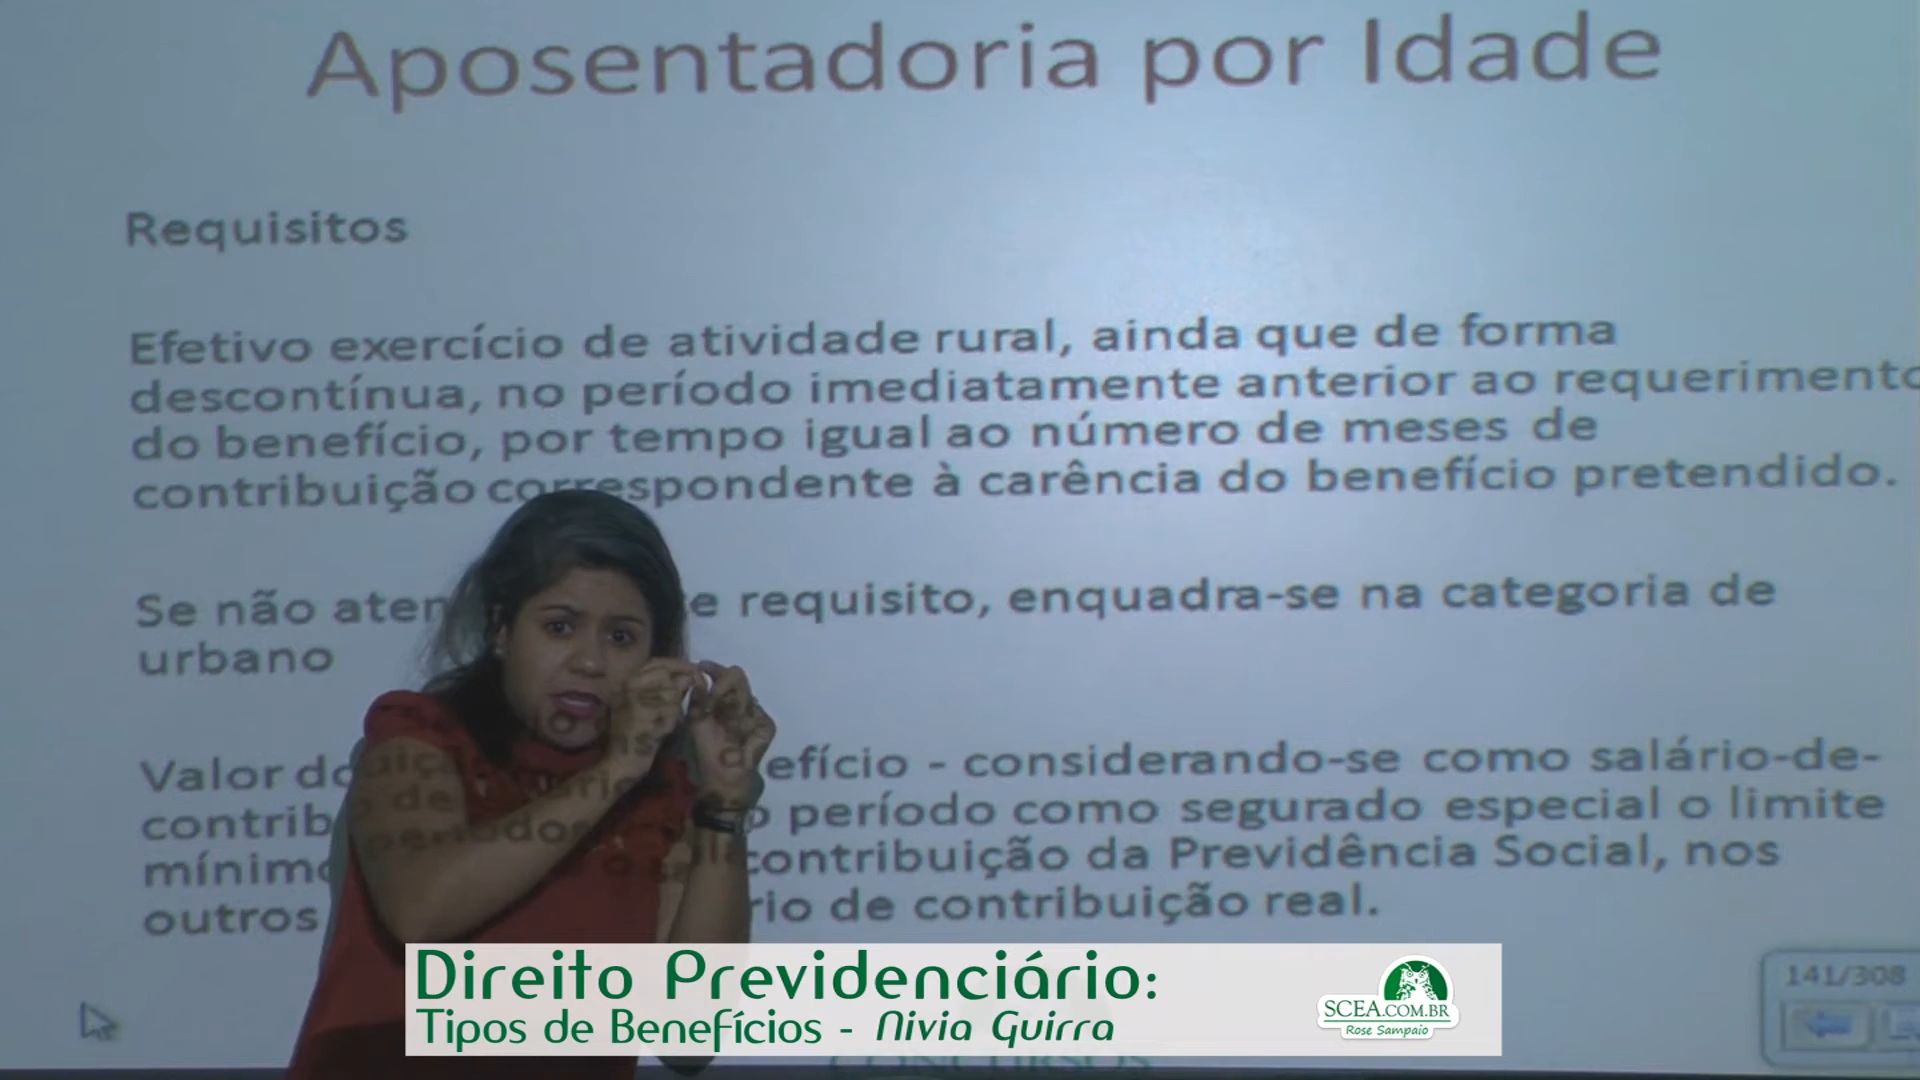 Aposentadoria por Idade
Requisitos
Efetivo exercício de atividade rural, ainda que de forma
descontínua, no período imediatamente anterior ao requerimento
do benefício, por tempo igual ao número de meses de
contribuição correspondente à carência do benefício pretendido.
Se não aten e requisito, enquadra-se na categoria de
urbano
Valor do efício - considerando-se como salário-de-
contrib o período como segurado especial o limite
mínimo contribuição da Previdência Social, nos
outros rio de contribuição real.
Direito Previdenciário:
Tipos de Benefícios - Nivia Guirra
SCEA.COM.BR
Rose Sampaio
141/308
CONCURSOS